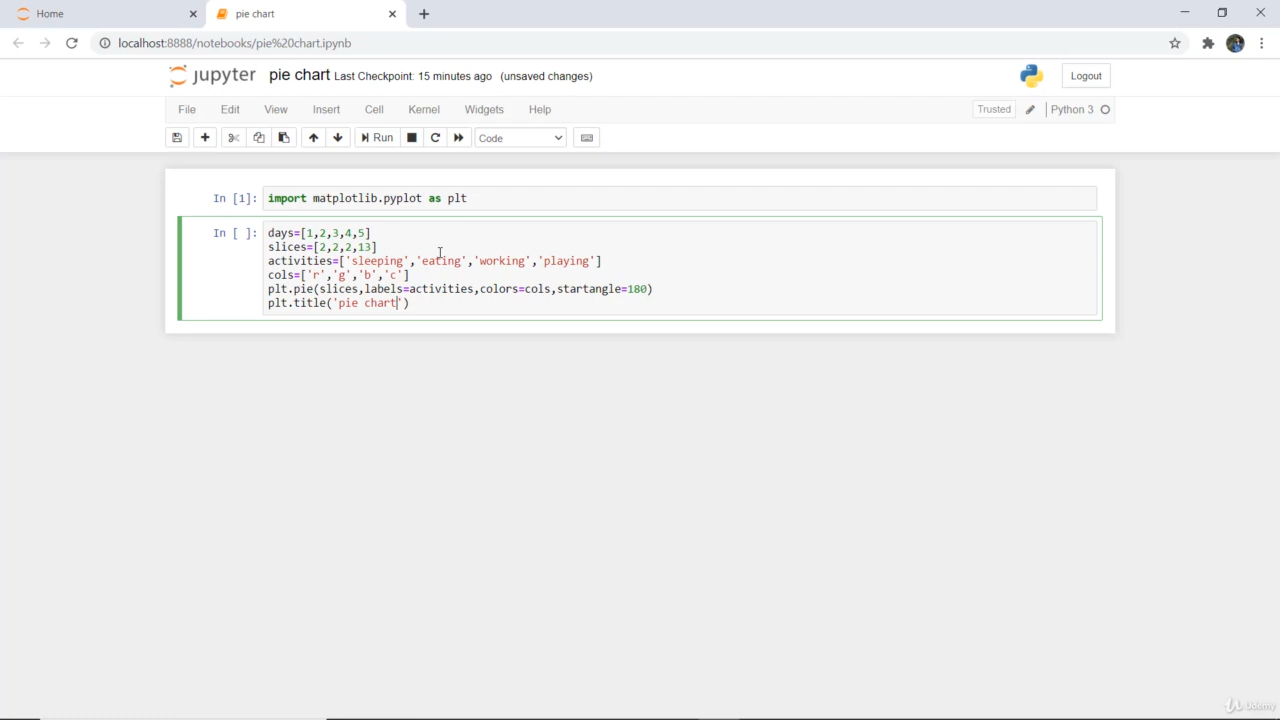 Home
pie chart
localhost:8888/notebooks/pie%20chart.ipynb
jupyter pie chart Last Checkpoint: 15 minutes ago (unsaved changes)
Logout
File Edit View Insert Cell Kernel Widgets Help
Trusted Python 3
Run Code
In [1]: import matplotlib.pyplot as plt
In [ ]: days=[1,2,3,4,5]
slices=[2,2,2,13]
activities=['sleeping','eating','working','playing']
cols=['r','g','b','c']
plt.pie(slices,labels=activities,colors=cols,startangle=180)
plt.title('pie chart')
Udemy